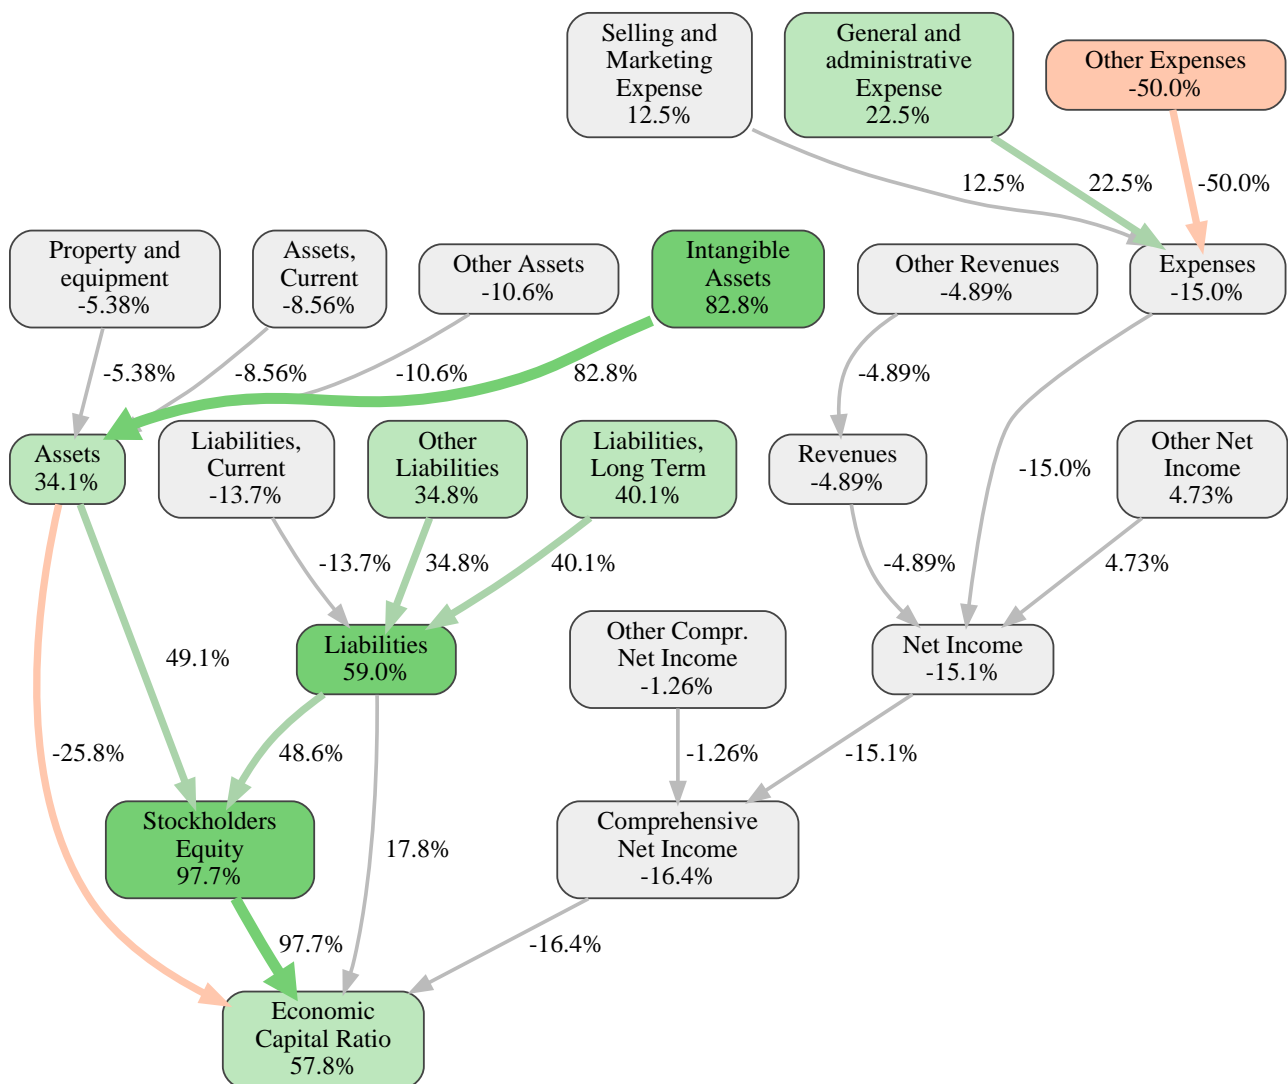 Selling and
Marketing
Expense
12.5%
General and
administrative
Expense
22.5%
Other Expenses
-50.0%
12.5%
22.5%
-50.0%
Property and
equipment
-5.38%
Assets,
Current
-8.56%
Other Assets
-10.6%
Intangible
Assets
82.8%
Other Revenues
-4.89%
Expenses
-15.0%
-5.38%
-8.56%
-10.6%
82.8%
-4.89%
-15.0%
Assets
34.1%
Liabilities,
Current
-13.7%
Other
Liabilities
34.8%
Liabilities,
Long Term
40.1%
Revenues
-4.89%
Other Net
Income
4.73%
-13.7%
34.8%
40.1%
-4.89%
4.73%
49.1%
Liabilities
59.0%
Other Compr.
Net Income
-1.26%
Net Income
-15.1%
-25.8%
48.6%
-1.26%
-15.1%
Stockholders
Equity
97.7%
17.8%
Comprehensive
Net Income
-16.4%
97.7%
-16.4%
Economic
Capital Ratio
57.8%